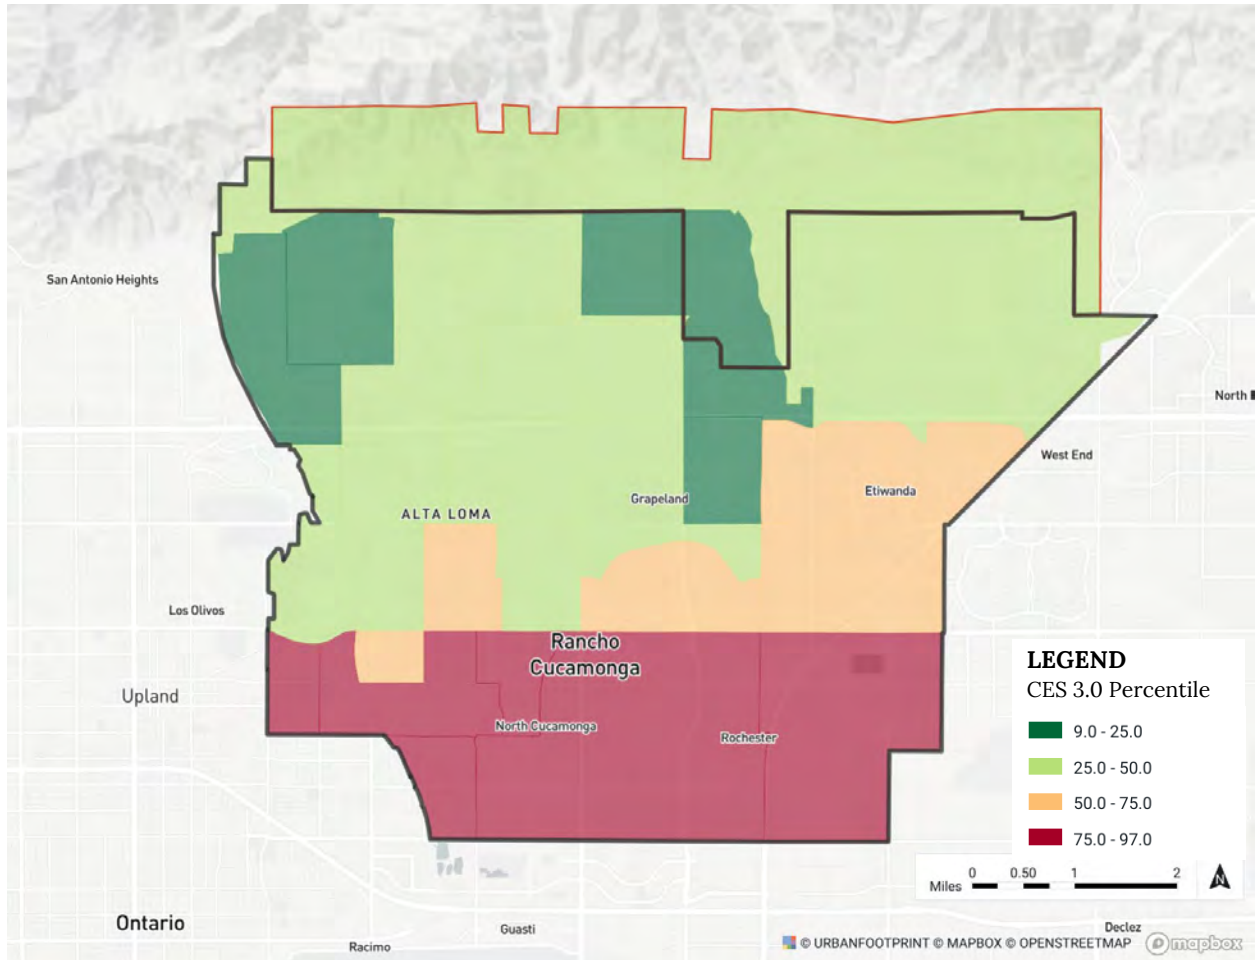 San Antonio Heights
North
West End
Etiwanda
Grapeland
ALTA LOMA
Los Olivos
Rancho
Cucamonga
LEGEND
CES 3.0 Percentile
9.0 - 25.0
25.0 - 50.0
50.0 - 75.0
75.0 - 97.0
Upland
North Cucamonga
Rochester
0 0.50 1 2
Miles
N
Ontario
Guasti
Racimo
Declez
© URBANFOOTPRINT © MAPBOX © OPENSTREETMAP
mapbox